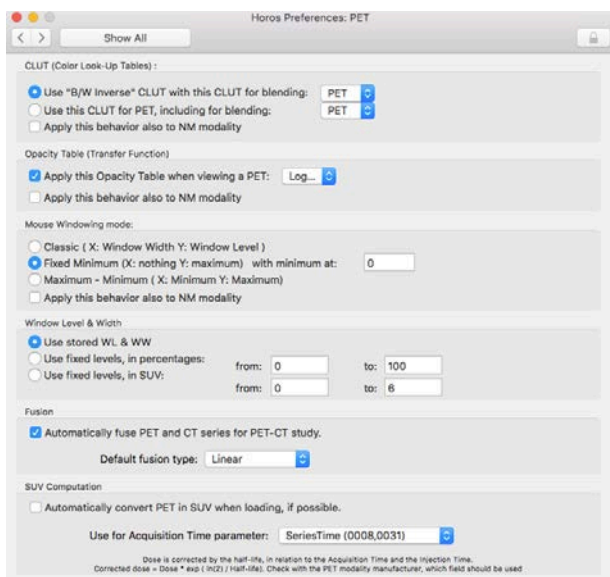 Horos Preferences: PET
Show All
CLUT (Color Look-Up Tables) :
Use "B/W Inverse" CLUT with this CLUT for blending: PET
Use this CLUT for PET, including for blending: PET
Apply this behavior also to NM modality
Opacity Table (Transfer Function)
Apply this Opacity Table when viewing a PET: Log...
Apply this behavior also to NM modality
Mouse Windowing mode:
Classic ( X: Window Width Y: Window Level )
Fixed Minimum (X: nothing Y: maximum) with minimum at: 0
Maximum - Minimum ( X: Minimum Y: Maximum)
Apply this behavior also to NM modality
Window Level & Width
Use stored WL & WW
Use fixed levels, in percentages: from: 0 to: 100
Use fixed levels, in SUV:
from: 0 to: 6
Fusion
Automatically fuse PET and CT series for PET-CT study.
Default fusion type: Linear
SUV Computation
Automatically convert PET in SUV when loading, if possible.
Use for Acquisition Time parameter: SeriesTime (0008,0031)
Dose is corrected by the half-life, in relation to the Acquisition Time and the Injection Time.
Corrected dose = Dose * exp ( ln(2) / Half-life). Check with the PET modality manufacturer, which field should be used